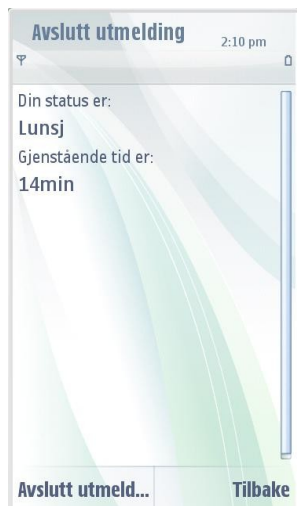 Avslutt utmelding
2:10 pm
Din status er:
Lunsj
Gjenstående tid er:
14min
Avslutt utmeld... Tilbake